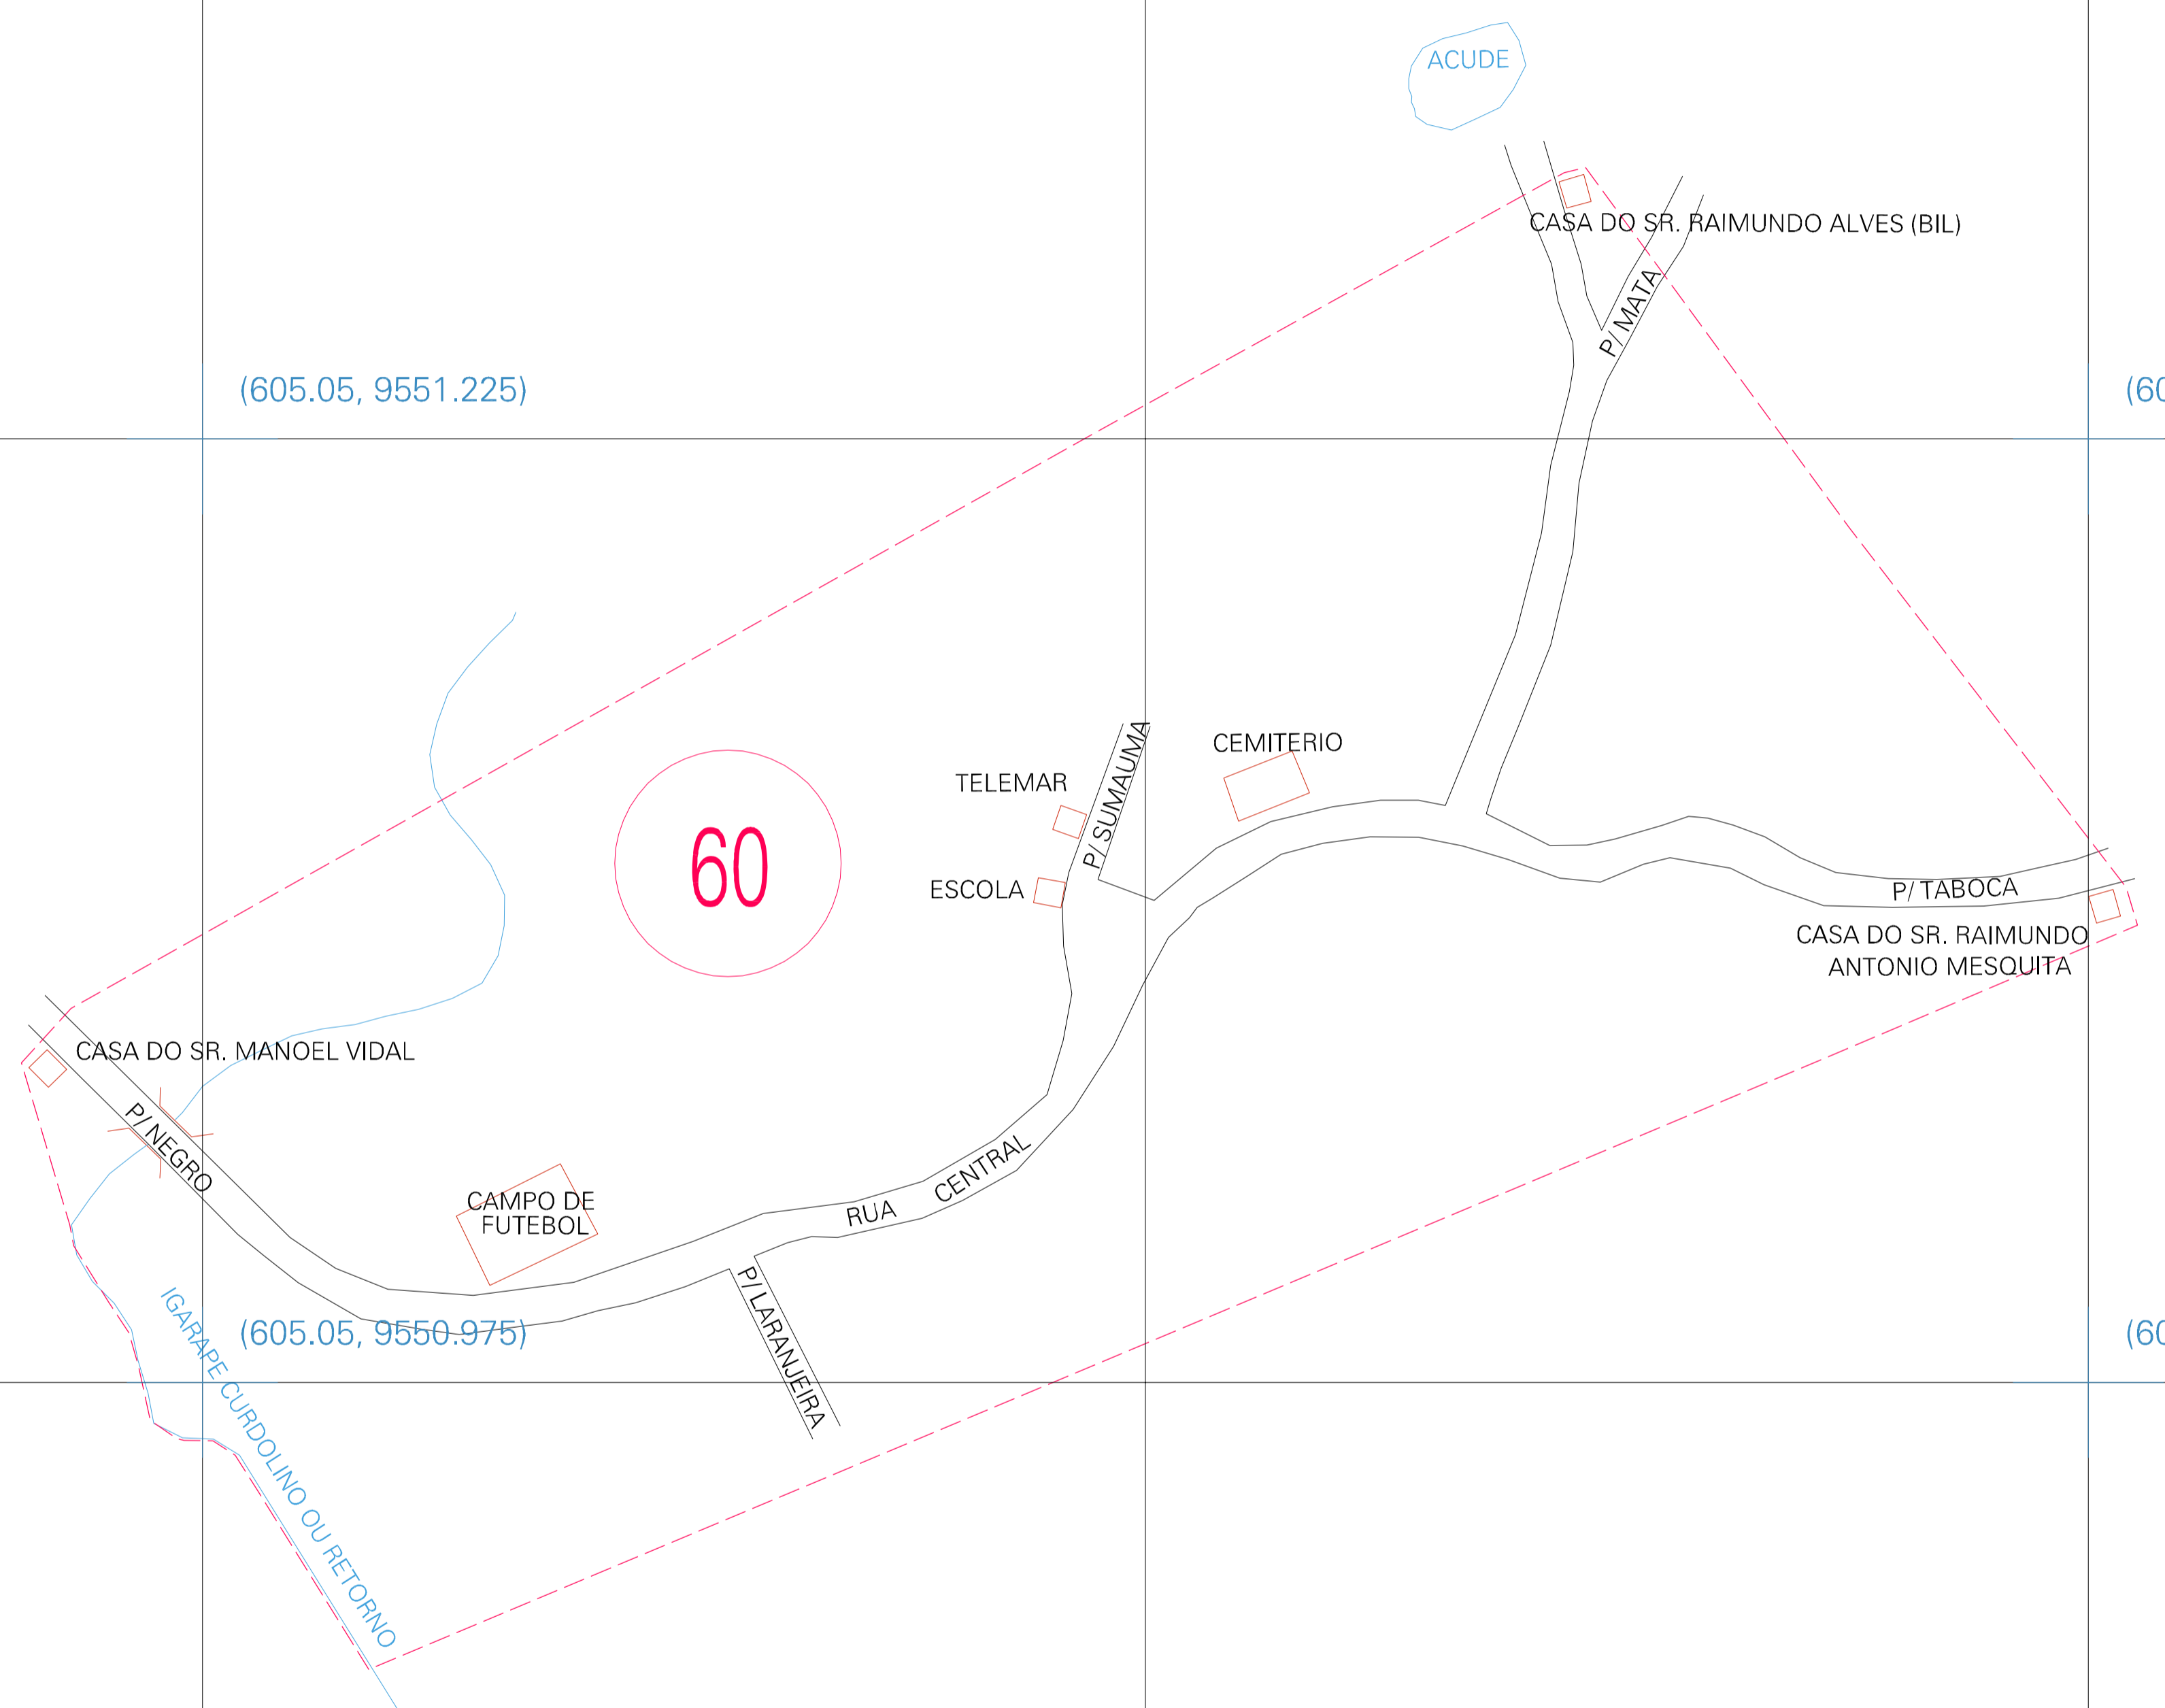 ACUDE
CASA DO SR. RAIMUNDO ALVES (BIL)
P/ MATA
(605.05, 9551.225)
(60
P/ SUMAUMA
CEMITERIO
TELEMAR
60
ESCOLA
P/ TABOCA
CASA DO SR. RAIMUNDO
ANTONIO MESQUITA
CASA DO SR. MANOEL VIDAL
P/ NEGRO
CAMPO DE
FUTEBOL
RUA CENTRAL
P/ LARANJEIRA
(605.05, 9550.975)
(60
IGARAPE CURDOLINO OU RETORNO